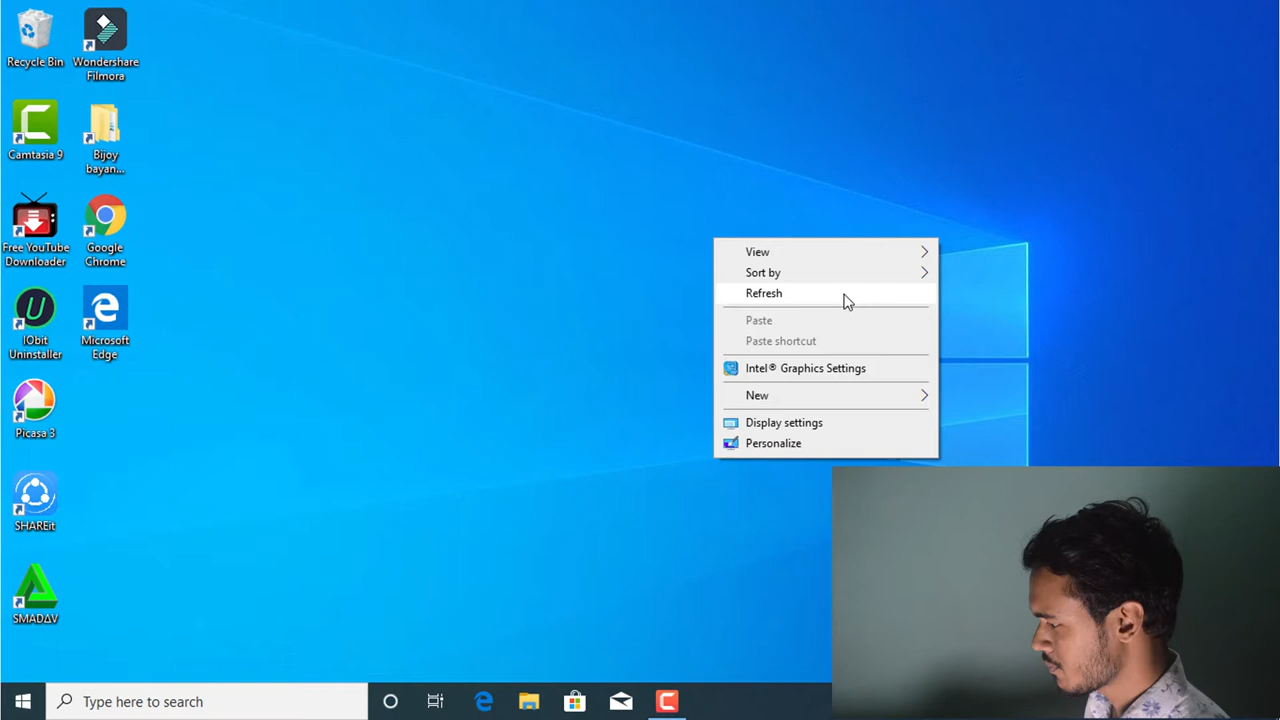 Recycle Bin
Wondershare
Filmora
Camtasia 9
Bijoy
bayan...
Free YouTube
Downloader
Google
Chrome
IObit
Uninstaller
Microsoft
Edge
Picasa 3
SHAREit
SMADΔV
View
Sort by
Refresh
Paste
Paste shortcut
Intel® Graphics Settings
New
Display settings
Personalize
Type here to search